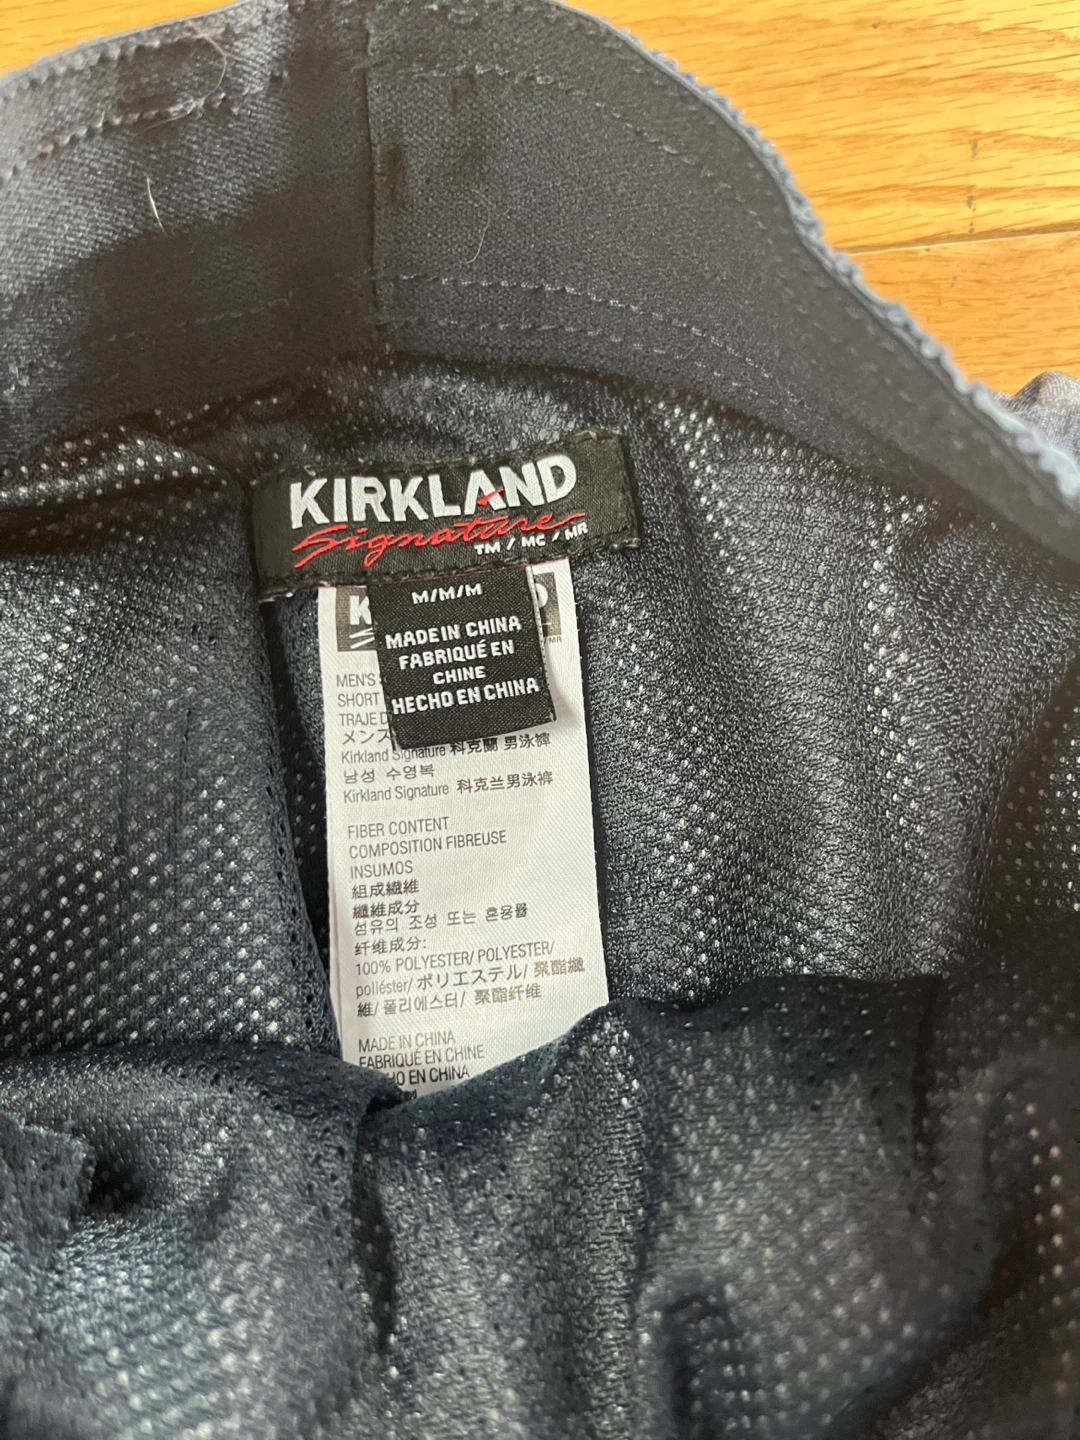 KIRKLAND
Signature
TM / MC / MR
M/M/M
MADE IN CHINA
FABRIQUÉ EN
CHINE
HECHO EN CHINA
MEN'S
SHORT
TRAJE
メンズ
Kirkland Signature 科克蘭 男泳褲
남성 수영복
Kirkland Signature 科克兰男泳裤
FIBER CONTENT
COMPOSITION FIBREUSE
INSUMOS
組成繊維
纖維成分
섬유의 조성 또는 혼용률
纤维成分:
100% POLYESTER/ POLYESTER/
poliéster/ ポリエステル/ 聚酯纖
維/ 폴리에스터/ 聚酯纤维
MADE IN CHINA
FABRIQUÉ EN CHINE
EN CHINA